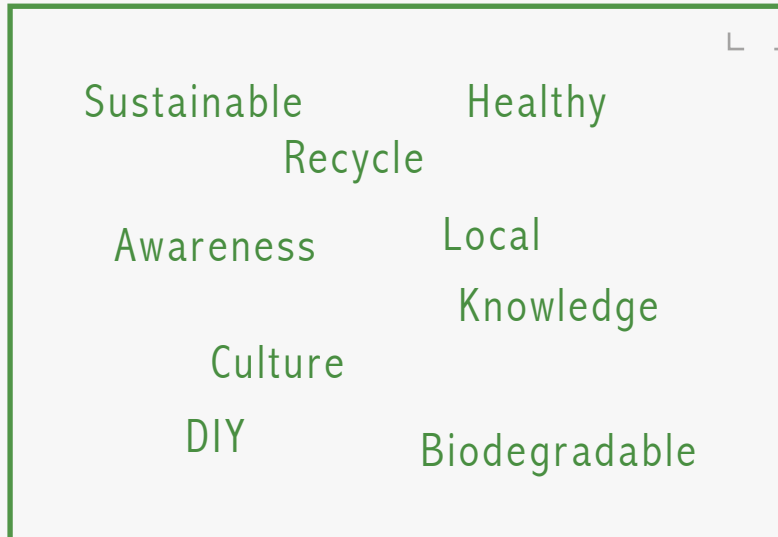 Sustainable
Healthy
Recycle
Local
Awareness
Knowledge
Culture
DIY
Biodegradable